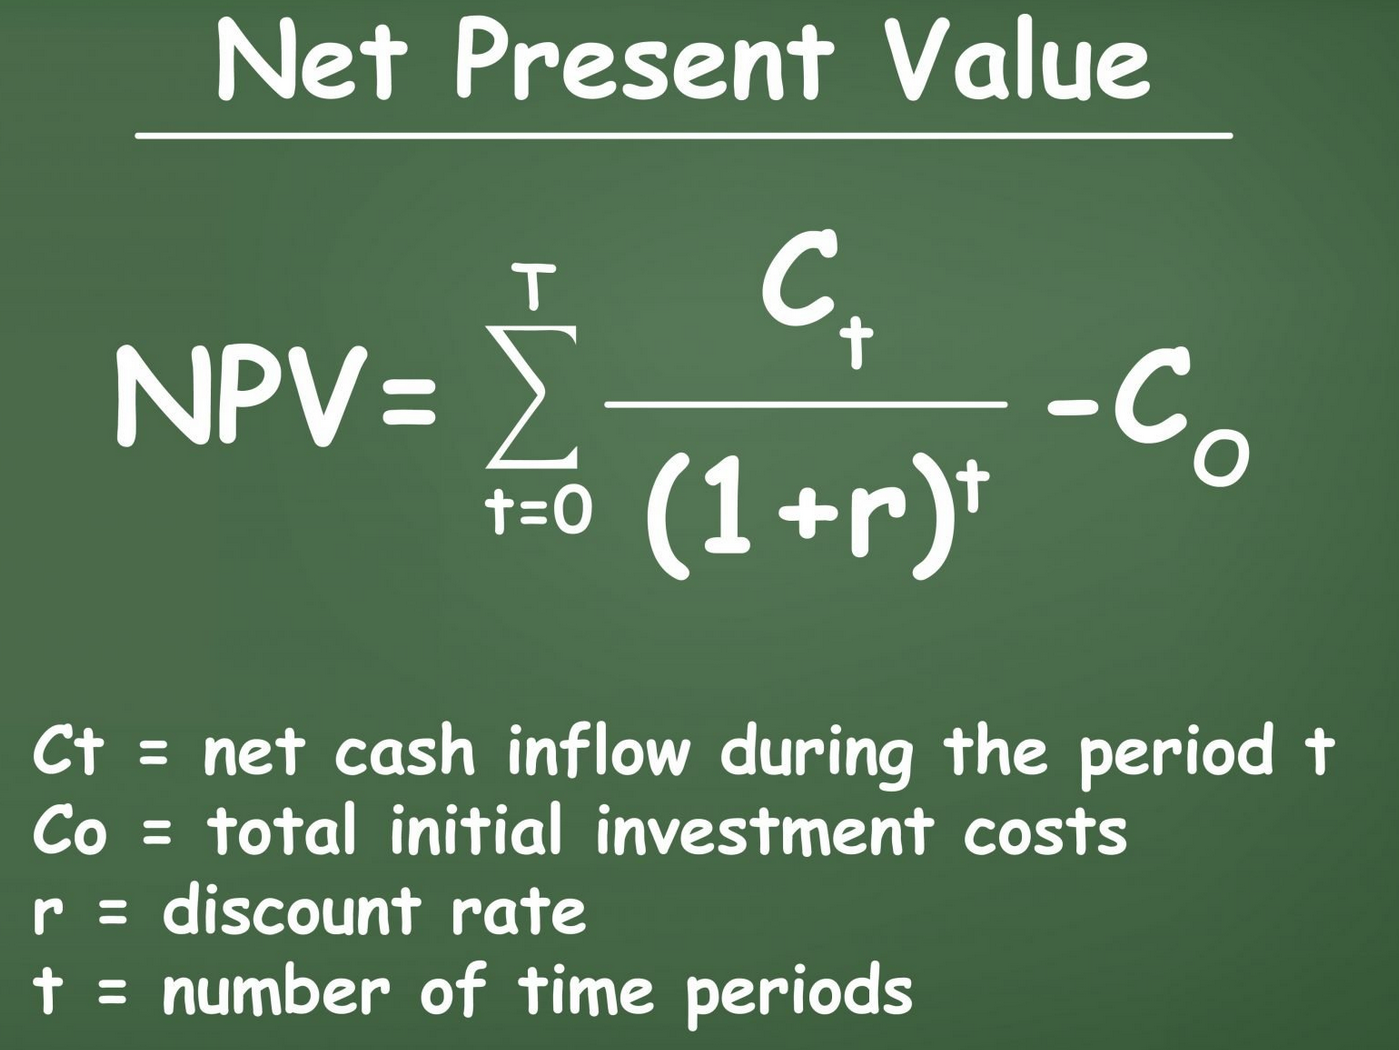 Net Present Value
NPV = \sum_{t=0}^{T} \frac{C_t}{(1+r)^t} - C_O
Ct = net cash inflow during the period t
Co = total initial investment costs
r = discount rate
t = number of time periods